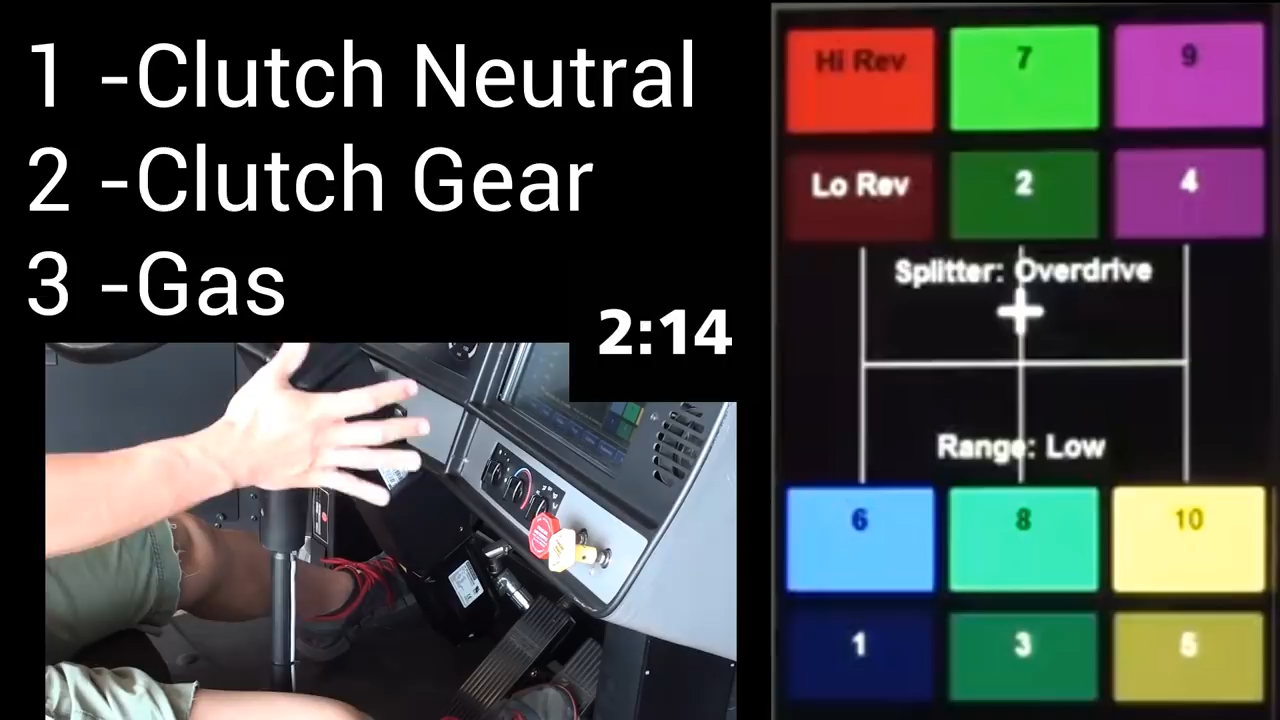 1 -Clutch Neutral
2 -Clutch Gear
3 -Gas
2:14
Hi Rev 7 9
Lo Rev 2 4
Splitter: Overdrive
Range: Low
6 8 10
1 3 5